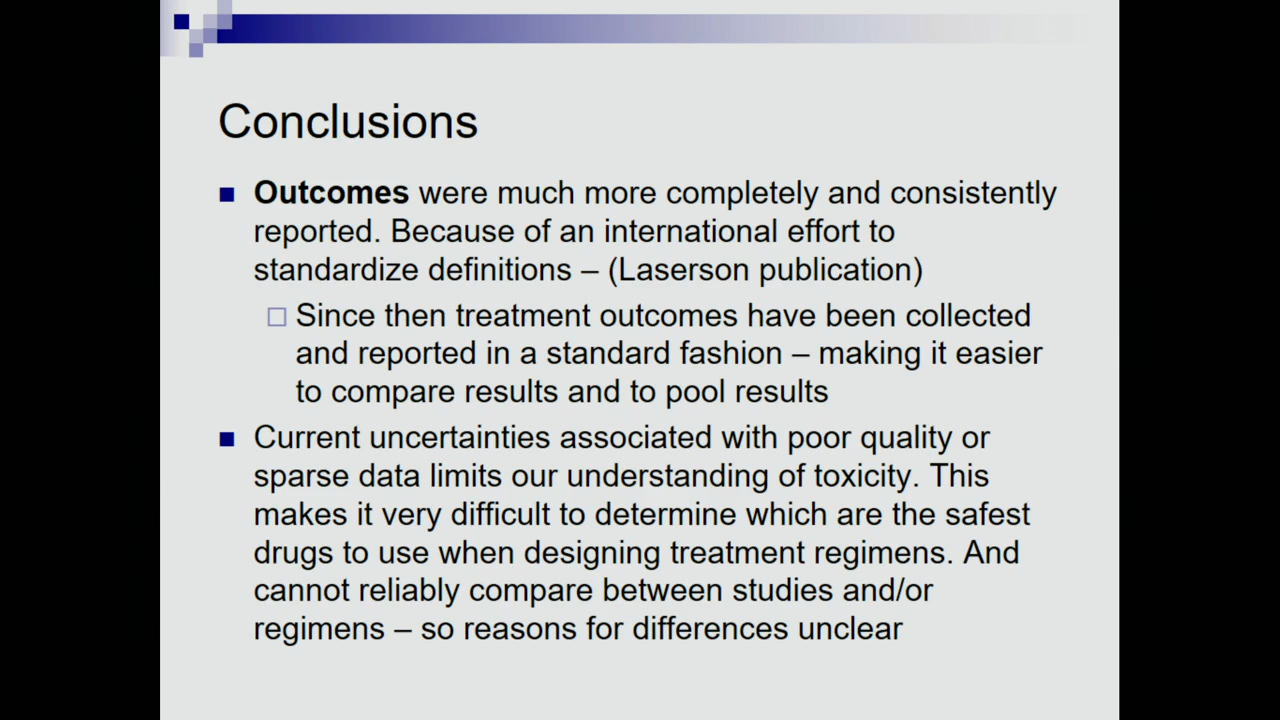 Conclusions
Outcomes were much more completely and consistently
reported. Because of an international effort to
standardize definitions – (Laserson publication)
Since then treatment outcomes have been collected
and reported in a standard fashion – making it easier
to compare results and to pool results
Current uncertainties associated with poor quality or
sparse data limits our understanding of toxicity. This
makes it very difficult to determine which are the safest
drugs to use when designing treatment regimens. And
cannot reliably compare between studies and/or
regimens – so reasons for differences unclear